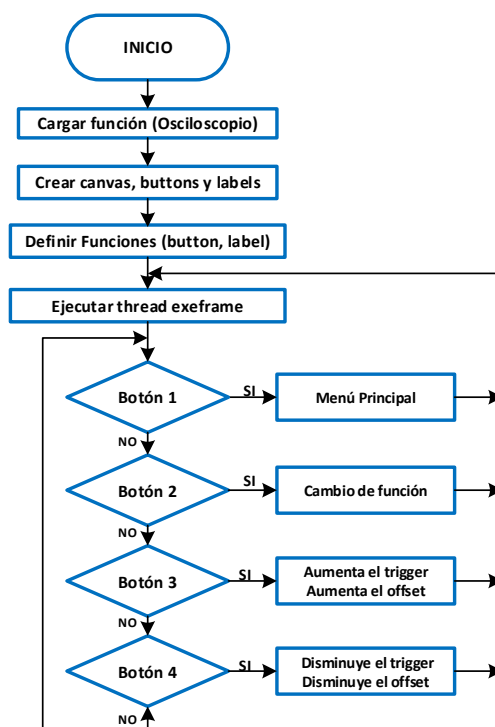 INICIO
Cargar función (Osciloscopio)
Crear canvas, buttons y labels
Definir Funciones (button, label)
Ejecutar thread exeframe
Botón 1
SI
Menú Principal
NO
Botón 2
SI
Cambio de función
NO
Botón 3
SI
Aumenta el trigger
Aumenta el offset
NO
Botón 4
SI
Disminuye el trigger
Disminuye el offset
NO